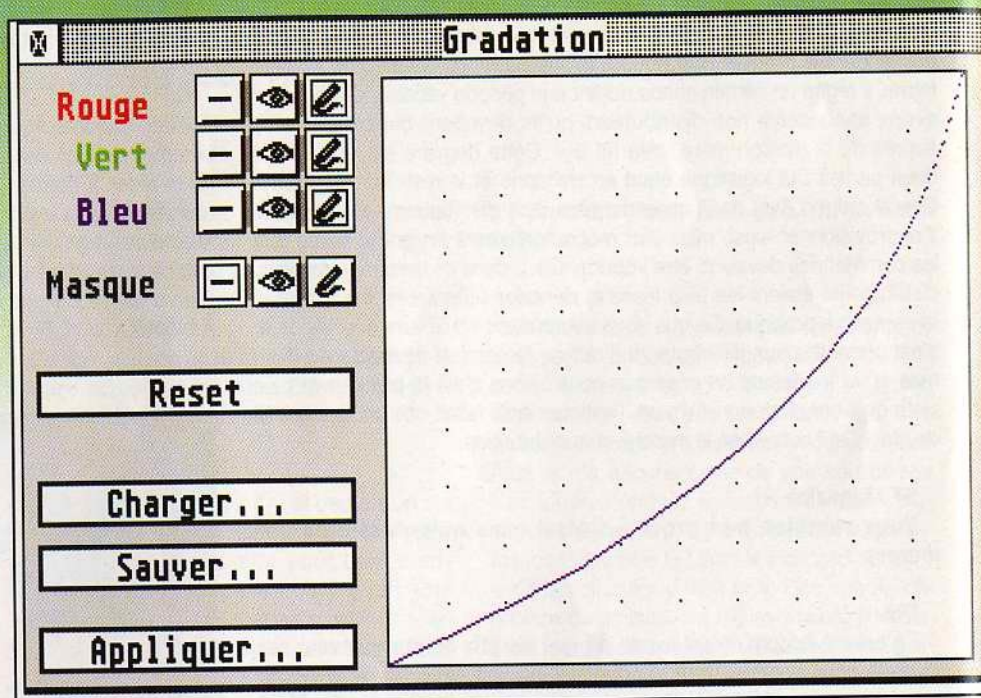 Gradation
Rouge
Vert
Bleu
Masque
Reset
Charger...
Sauver...
Appliquer...